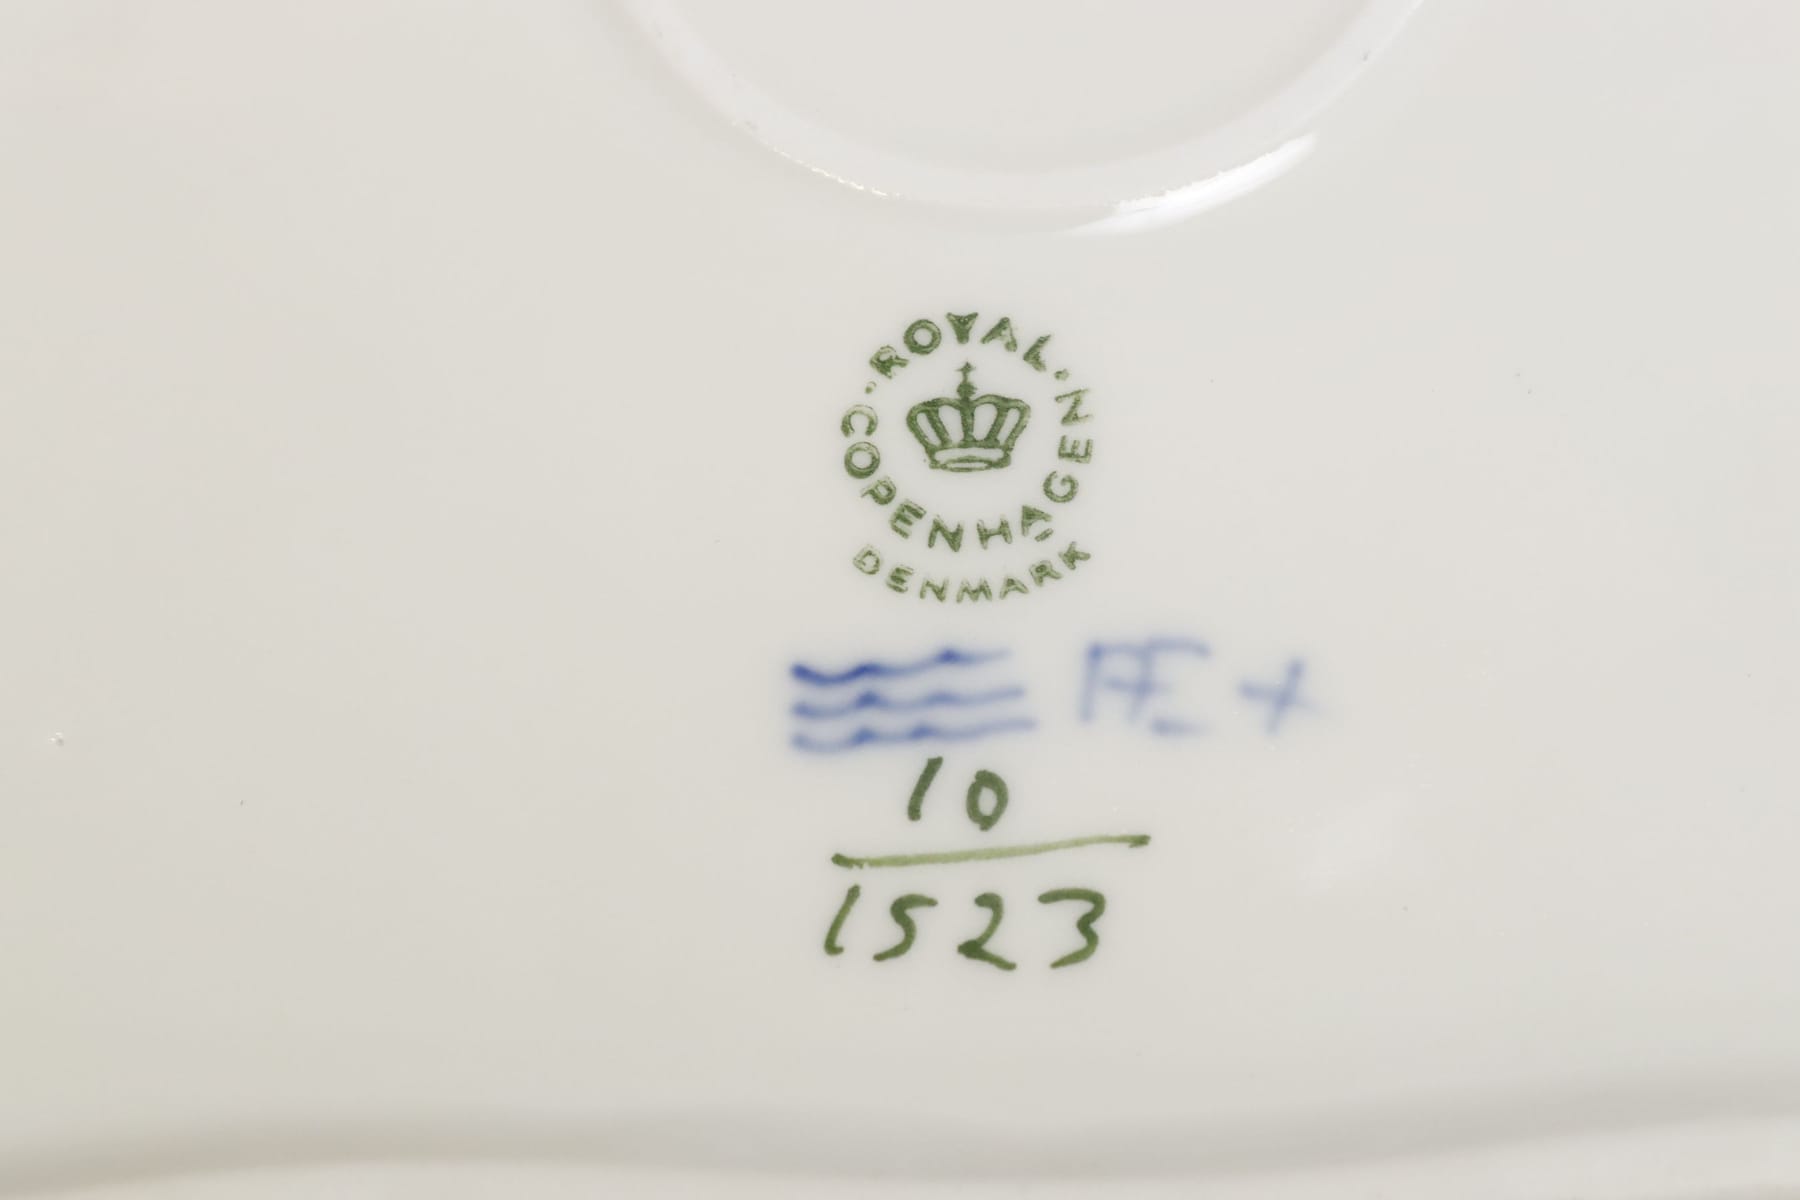 ROYAL
COPENHAGEN
DENMARK
10
1523